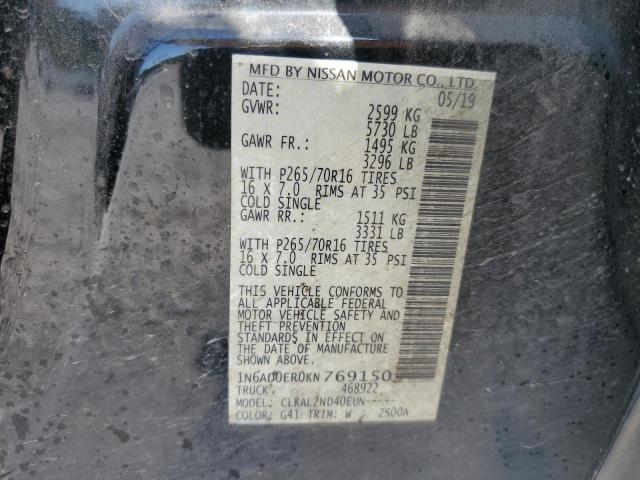 MFD BY NISSAN MOTOR CO., LTD.
DATE: 05/19
GVWR: 2599 KG
5730 LB
GAWR FR.: 1495 KG
3296 LB
WITH P265/70R16 TIRES
16 X 7.0 RIMS AT 35 PSI
COLD SINGLE
GAWR RR.: 1511 KG
3331 LB
WITH P265/70R16 TIRES
16 X 7.0 RIMS AT 35 PSI
COLD SINGLE
THIS VEHICLE CONFORMS TO
ALL APPLICABLE FEDERAL
MOTOR VEHICLE SAFETY AND
THEFT PREVENTION
STANDARDS IN EFFECT ON
THE DATE OF MANUFACTURE
SHOWN ABOVE.
1N6AD0ER0KN769150
TRUCK 468922
MODEL: CLKAL2ND40EUN-----
COLOR: G41 TRIM: W 2S00A